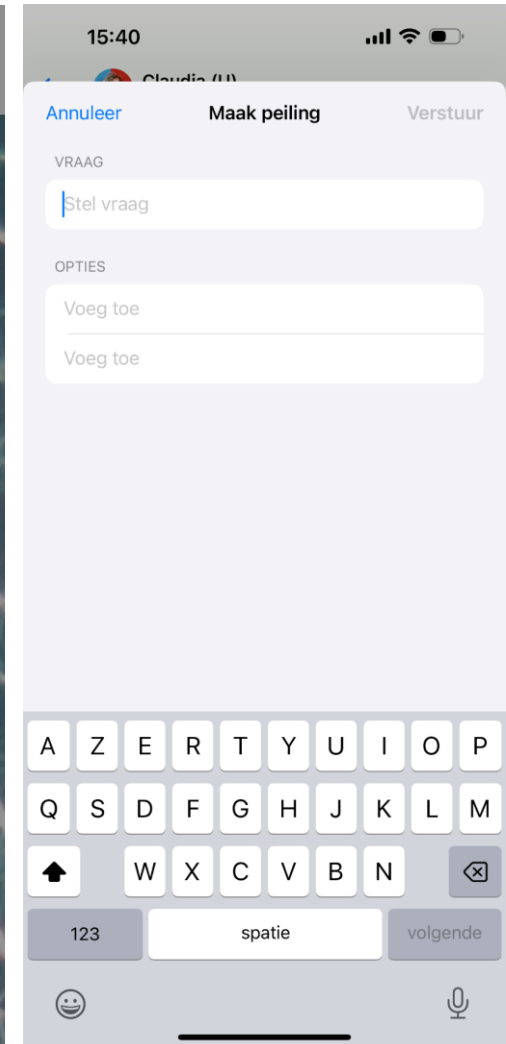 15:40
Claudia (U)
Annuleer Maak peiling Verstuur
VRAAG
Stel vraag
OPTIES
Voeg toe
Voeg toe
A Z E R T Y U I O P
Q S D F G H J K L M
W X C V B N
123 spatie volgende